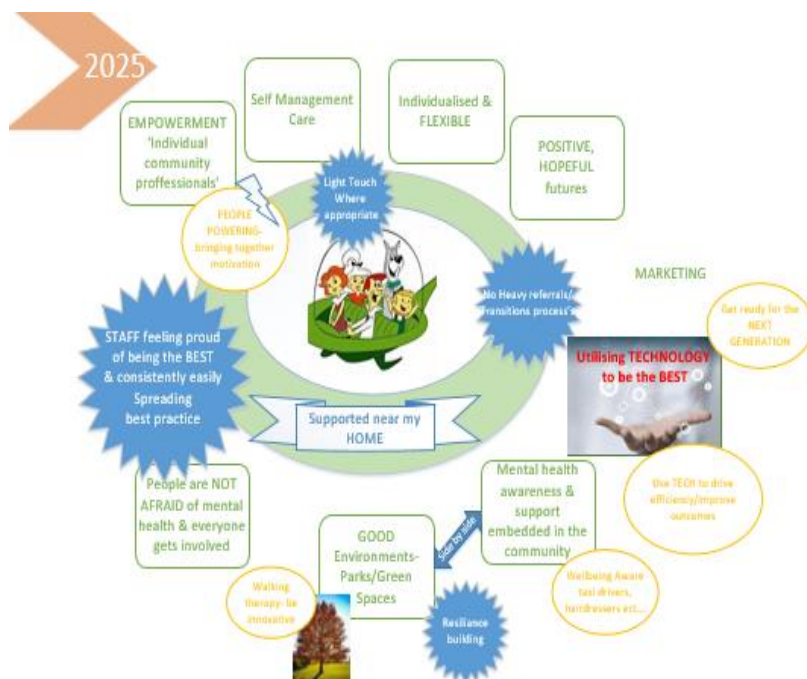 2025
Self Management
Care
Individualised &
FLEXIBLE
EMPOWERMENT
'Individual
community
proffessionals'
POSITIVE,
HOPEFUL
futures
Light Touch
Where
appropriate
PEOPLE
POWERING-
bringing together
motivation
MARKETING
No Heavy referrals/
transitions process's
Get ready for the
NEXT
GENERATION
STAFF feeling proud
of being the BEST
& consistently easily
Spreading
best practice
Utilising TECHNOLOGY
to be the BEST
Supported near my
HOME
People are NOT
AFRAID of mental
health & everyone
gets involved
Mental health
awareness &
support
embedded in the
community
Use TECH to drive
efficiency/improve
outcomes
Side by side
GOOD
Environments-
Parks/Green
Spaces
Walking
therapy- be
innovative
Wellbeing Aware
taxi drivers,
hairdressers ect...
Resiliance
building